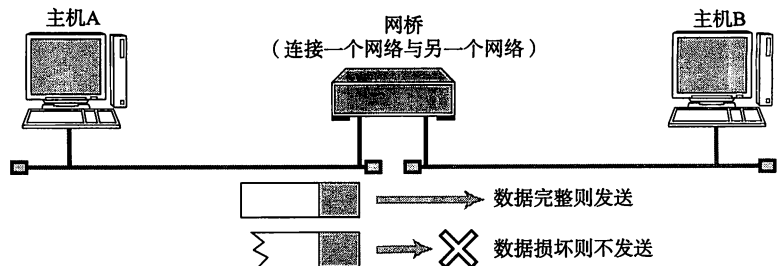 主机A
网桥
（连接一个网络与另一个网络）
主机B
数据完整则发送
数据损坏则不发送